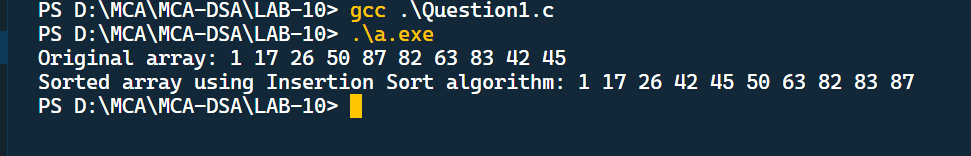 PS D:\MCA\MCA-DSA\LAB-10> gcc .\Question1.c
PS D:\MCA\MCA-DSA\LAB-10> .\a.exe
Original array: 1 17 26 50 87 82 63 83 42 45
Sorted array using Insertion Sort algorithm: 1 17 26 42 45 50 63 82 83 87
PS D:\MCA\MCA-DSA\LAB-10>